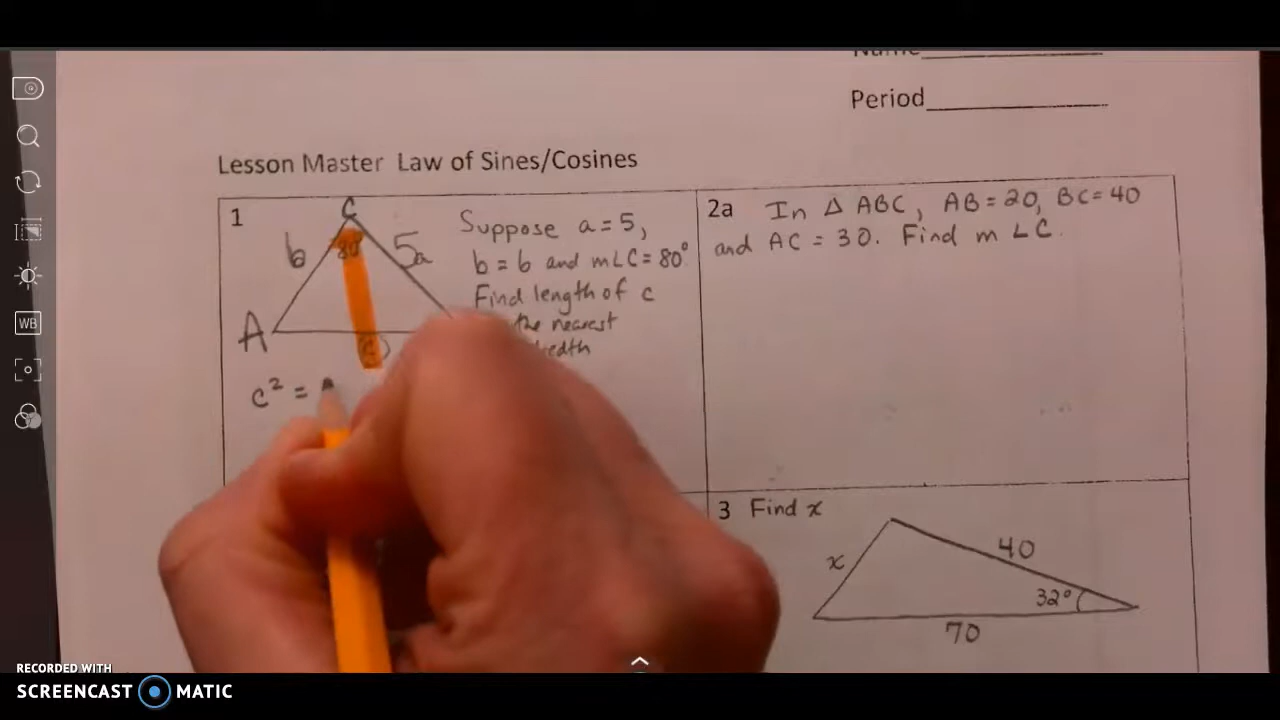 Period
Lesson Master Law of Sines/Cosines
1
C
b
80
5a
A
c² =
Suppose a = 5,
b = 6 and m∠C = 80°
Find length of c
the nearest
2a In △ ABC, AB = 20, BC = 40
and AC = 30. Find m∠C.
3 Find x
x
40
32°
70
WB
RECORDED WITH
SCREENCAST MATIC